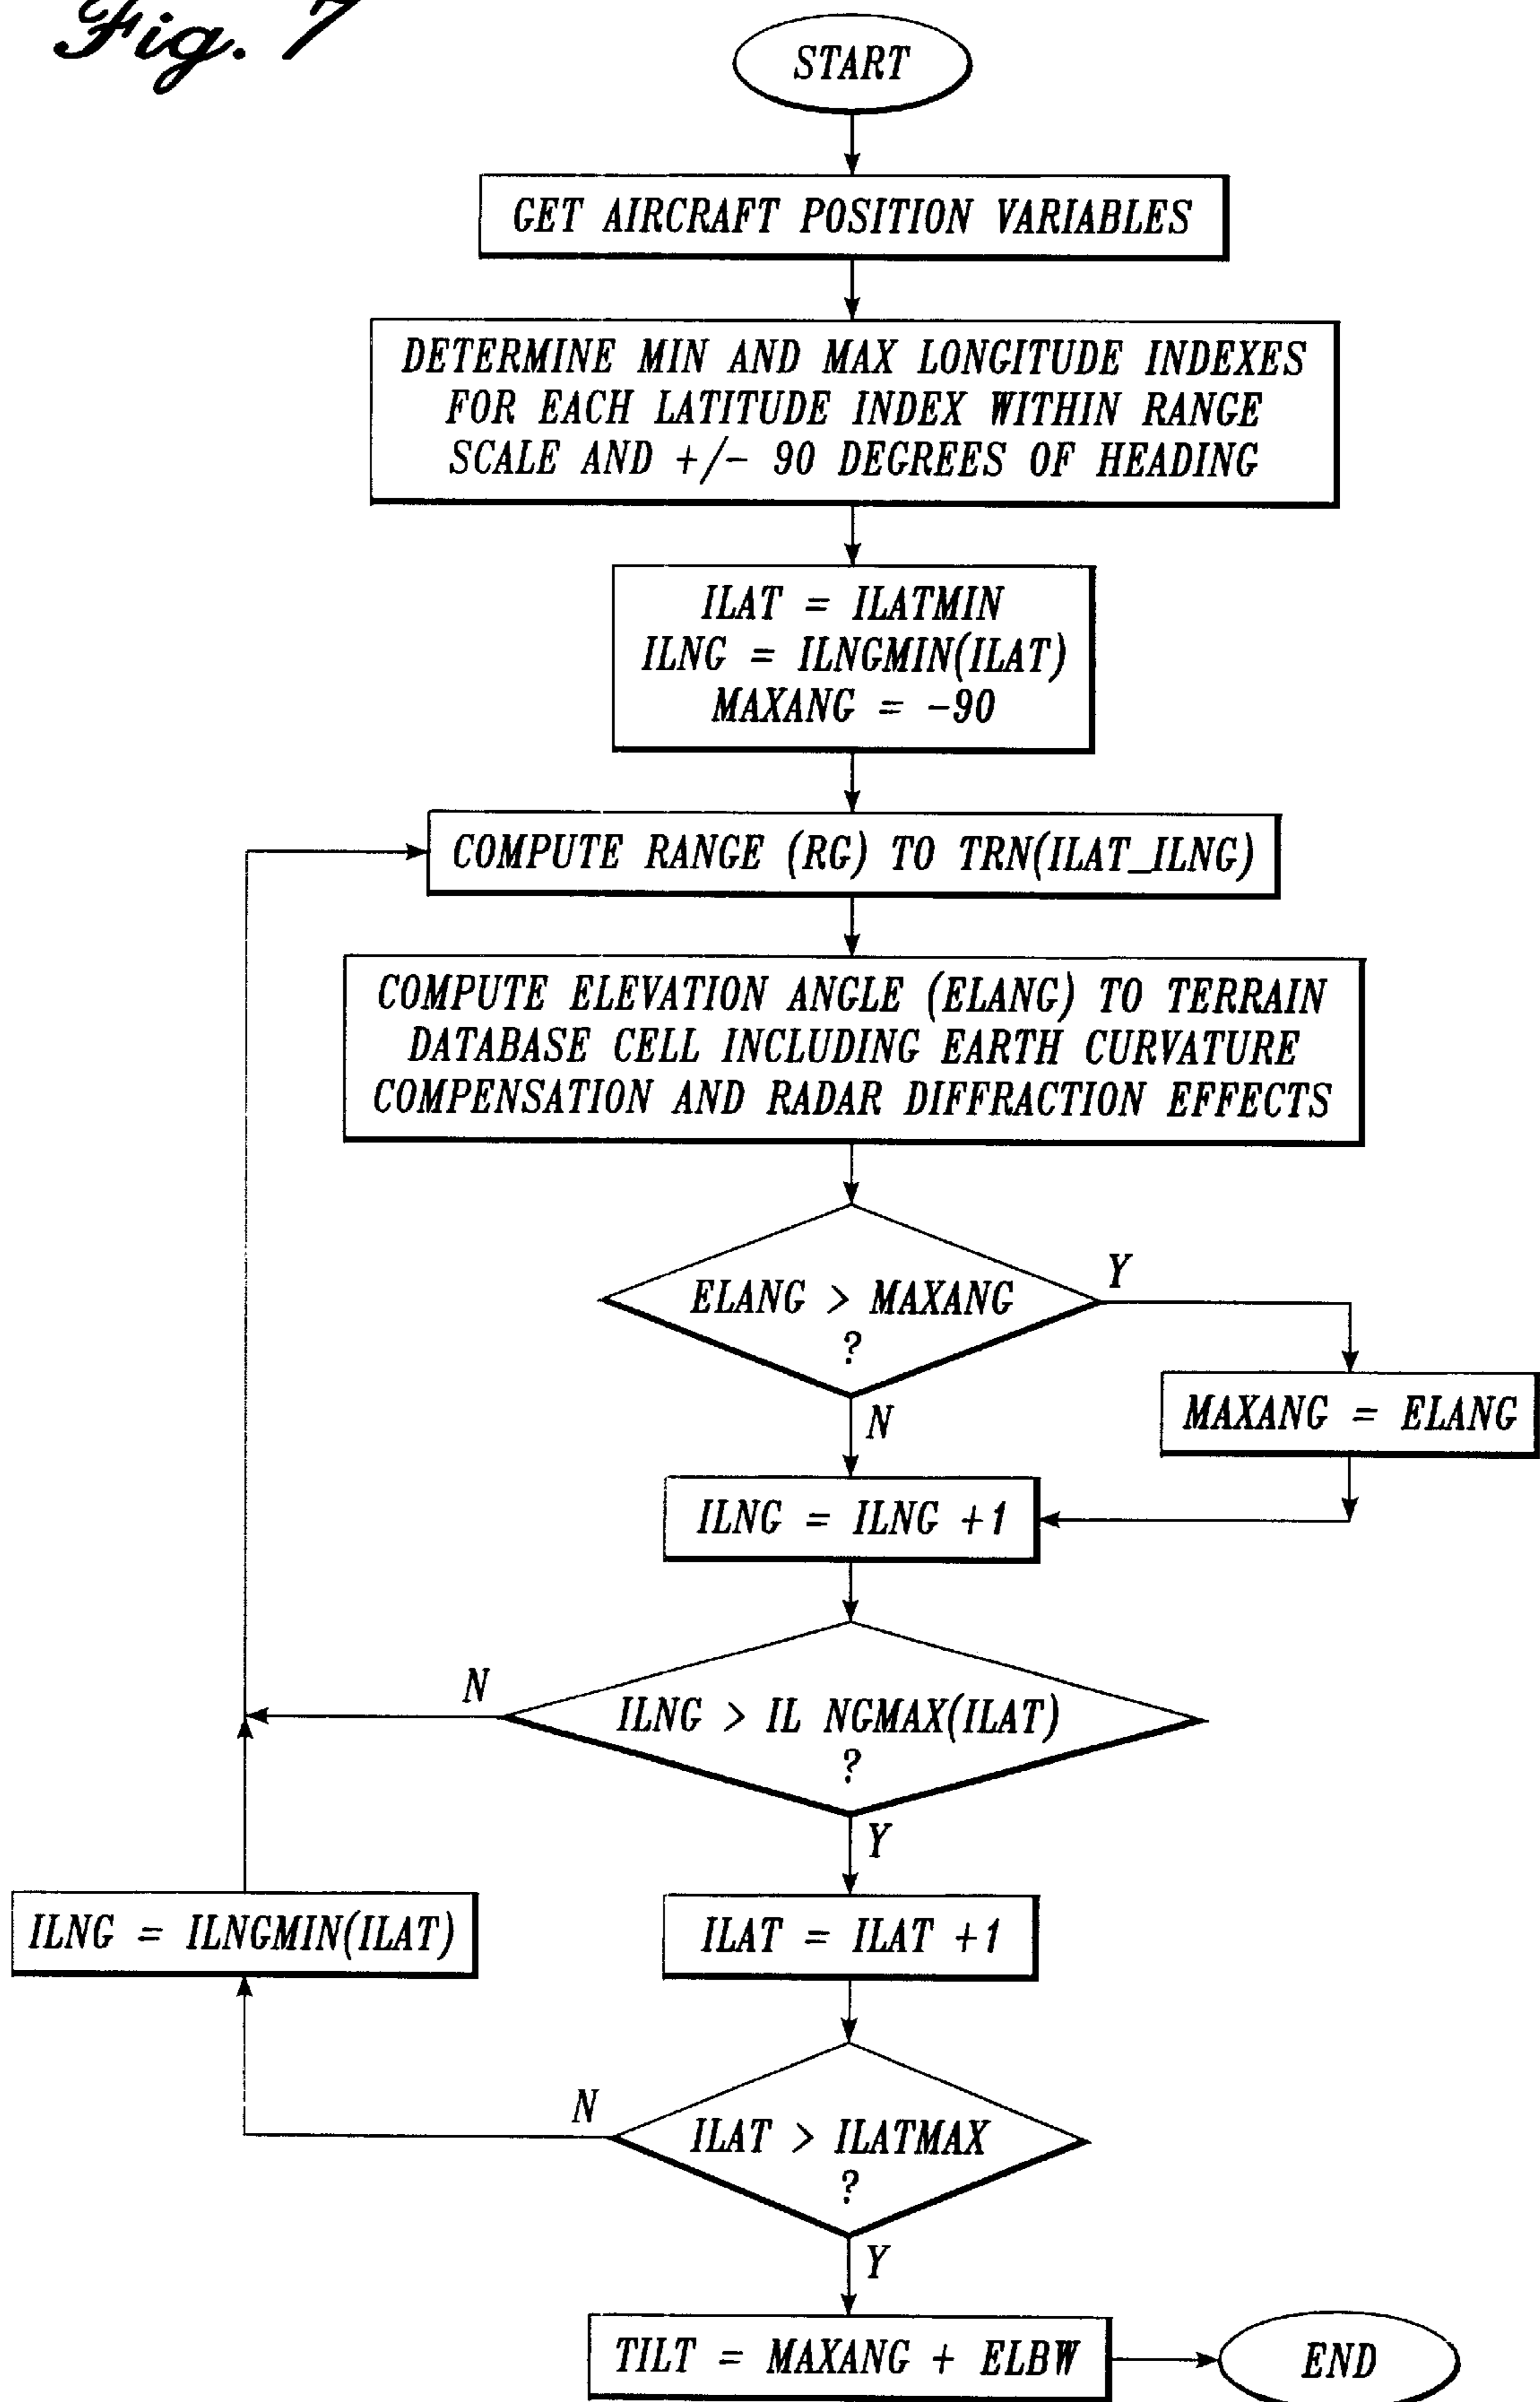 Fig. 7
START
GET AIRCRAFT POSITION VARIABLES
DETERMINE MIN AND MAX LONGITUDE INDEXES
FOR EACH LATITUDE INDEX WITHIN RANGE
SCALE AND +/- 90 DEGREES OF HEADING
ILAT = ILATMIN
ILNG = ILNGMIN(ILAT)
MAXANG = -90
COMPUTE RANGE (RG) TO TRN(ILAT_ILNG)
COMPUTE ELEVATION ANGLE (ELANG) TO TERRAIN
DATABASE CELL INCLUDING EARTH CURVATURE
COMPENSATION AND RADAR DIFFRACTION EFFECTS
ELANG > MAXANG
?
Y
MAXANG = ELANG
N
ILNG = ILNG +1
ILNG > IL NGMAX(ILAT)
?
N
Y
ILNG = ILNGMIN(ILAT)
ILAT = ILAT +1
ILAT > ILATMAX
?
N
Y
TILT = MAXANG + ELBW
END